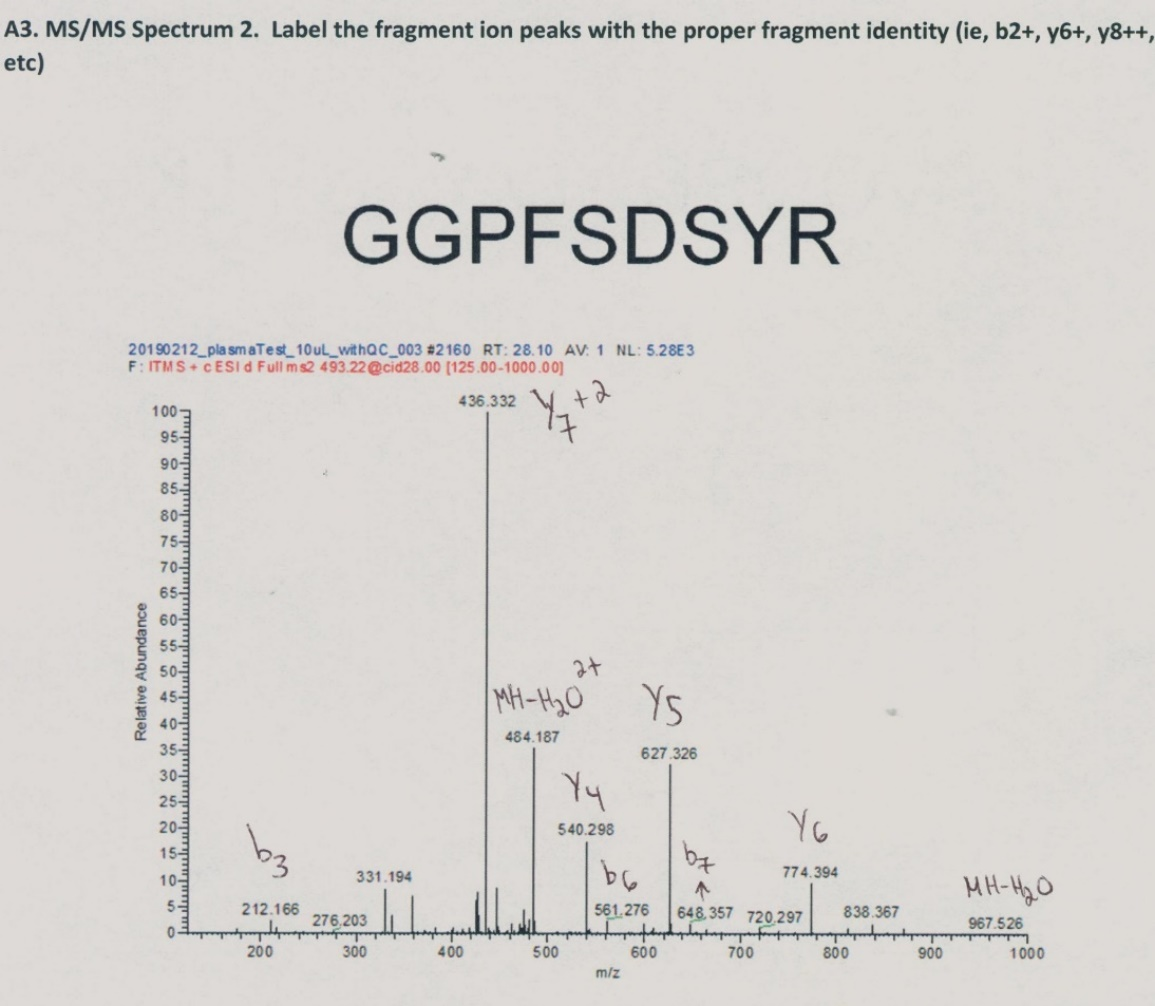 A3. MS/MS Spectrum 2.  Label the fragment ion peaks with the proper fragment identity (ie, b2+, y6+, y8++,
etc)
GGPFSDSYR
20190212_plasmaTest_10uL_withQC_003 #2160 RT: 28.10 AV: 1 NL: 5.28E3
F: ITMS + c ESI d Full ms2 493.22@cid28.00 [125.00-1000.00]
436.332
Y7 +2
100
95
90
85
80
75
70
65
60
55
50
45
40
35
30
25
20
15
10
5
0
Relative Abundance
MH-H2O 2+
484.187
Y5
627.326
Y4
540.298
b3
212.166
276.203
331.194
b6
561.276
b7
↑
648.357
720.297
Y6
774.394
838.367
MH-H2O
967.526
200
300
400
500
600
700
800
900
1000
m/z